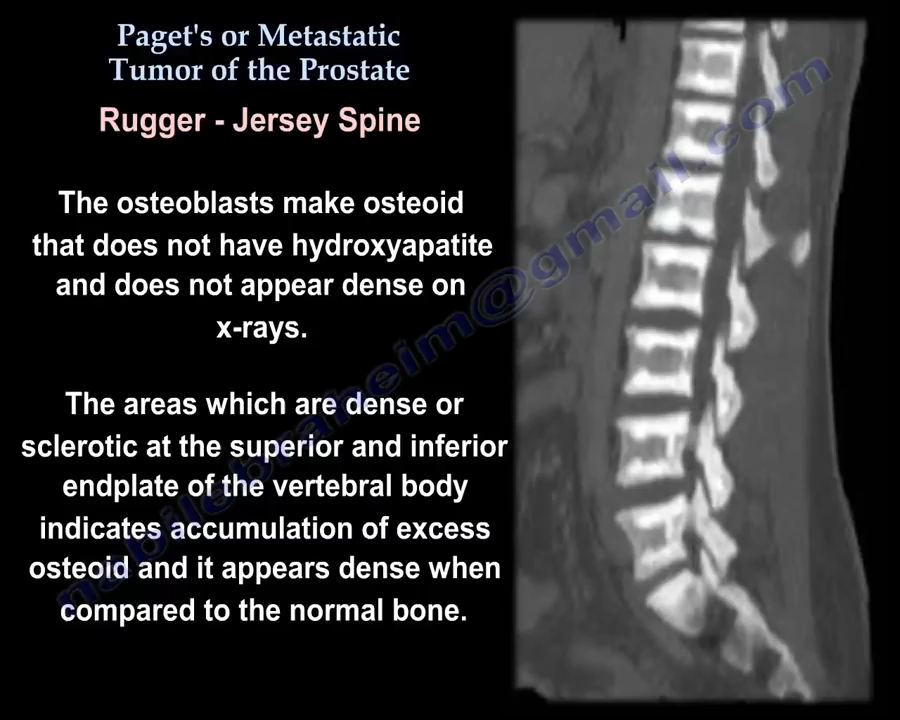 Paget's or Metastatic
Tumor of the Prostate
Rugger - Jersey Spine
The osteoblasts make osteoid
that does not have hydroxyapatite
and does not appear dense on
x-rays.
The areas which are dense or
sclerotic at the superior and inferior
endplate of the vertebral body
indicates accumulation of excess
osteoid and it appears dense when
compared to the normal bone.
nabilebraheim@gmail.com